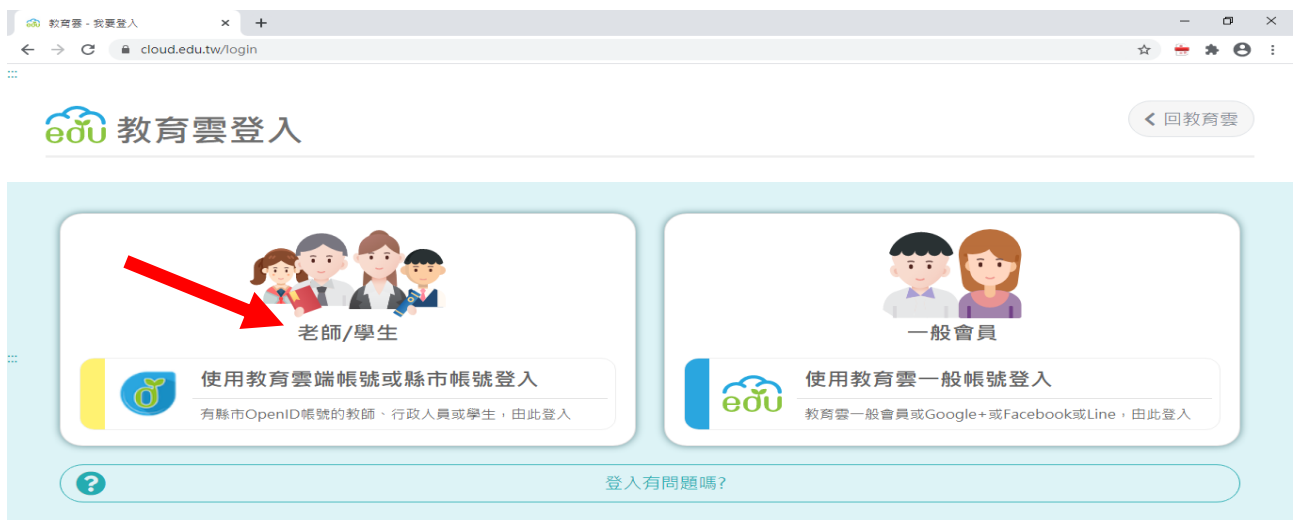 教育雲 - 我要登入
cloud.edu.tw/login
:::
edu 教育雲登入
回教育雲
老師/學生
使用教育雲端帳號或縣市帳號登入
有縣市OpenID帳號的教師、行政人員或學生，由此登入
一般會員
edu
使用教育雲一般帳號登入
教育雲一般會員或Google+或Facebook或Line，由此登入
:::
? 登入有問題嗎?